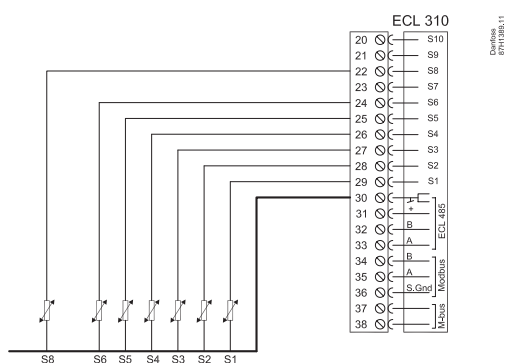 ECL 310
Danfoss
87H1389.11
20 S10
21 S9
22 S8
23 S7
24 S6
25 S5
26 S4
27 S3
28 S2
29 S1
30
31 +
32 B
33 A
ECL 485
34 B
35 A
36 S.Gnd
Modbus
37
38
M-bus
S8 S6 S5 S4 S3 S2 S1